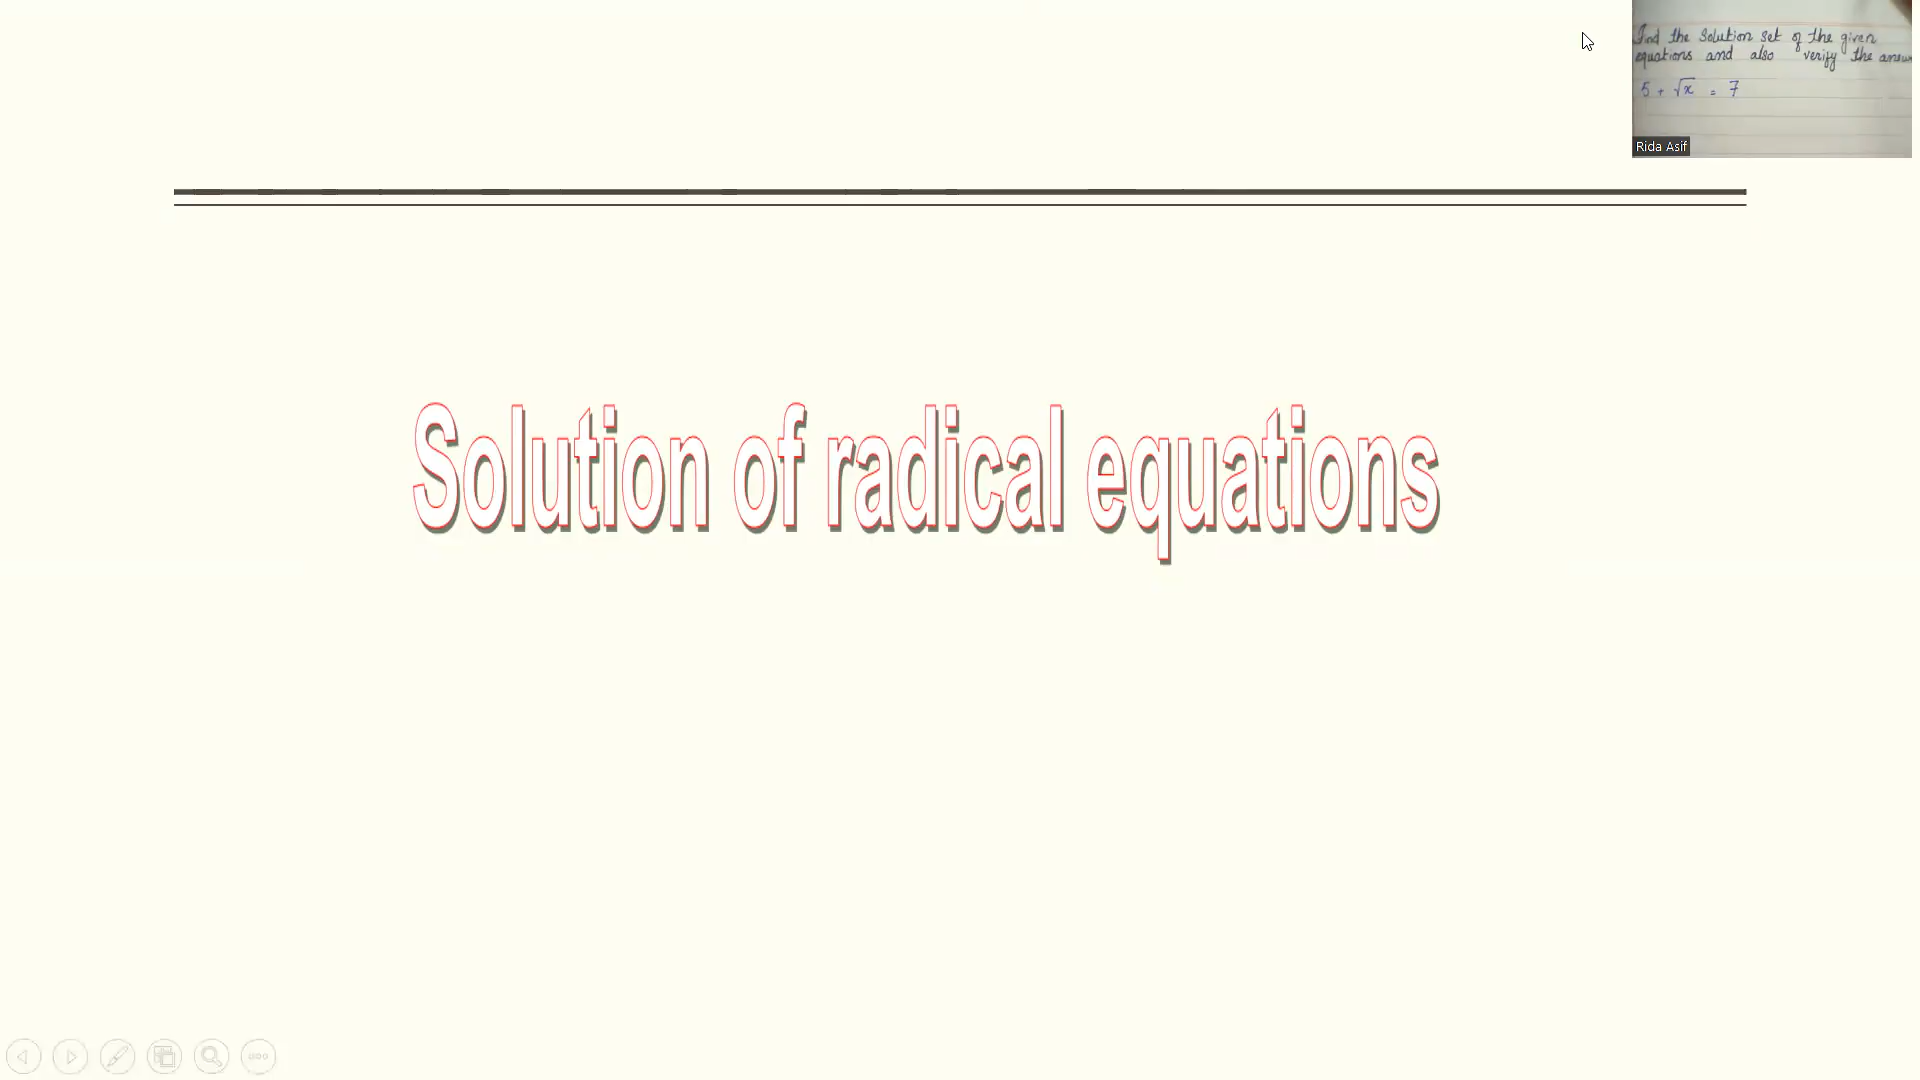 Find the Solution set of the given
equations and also verify the
5 + √x = 7
Rida Asif
Solution of radical equations